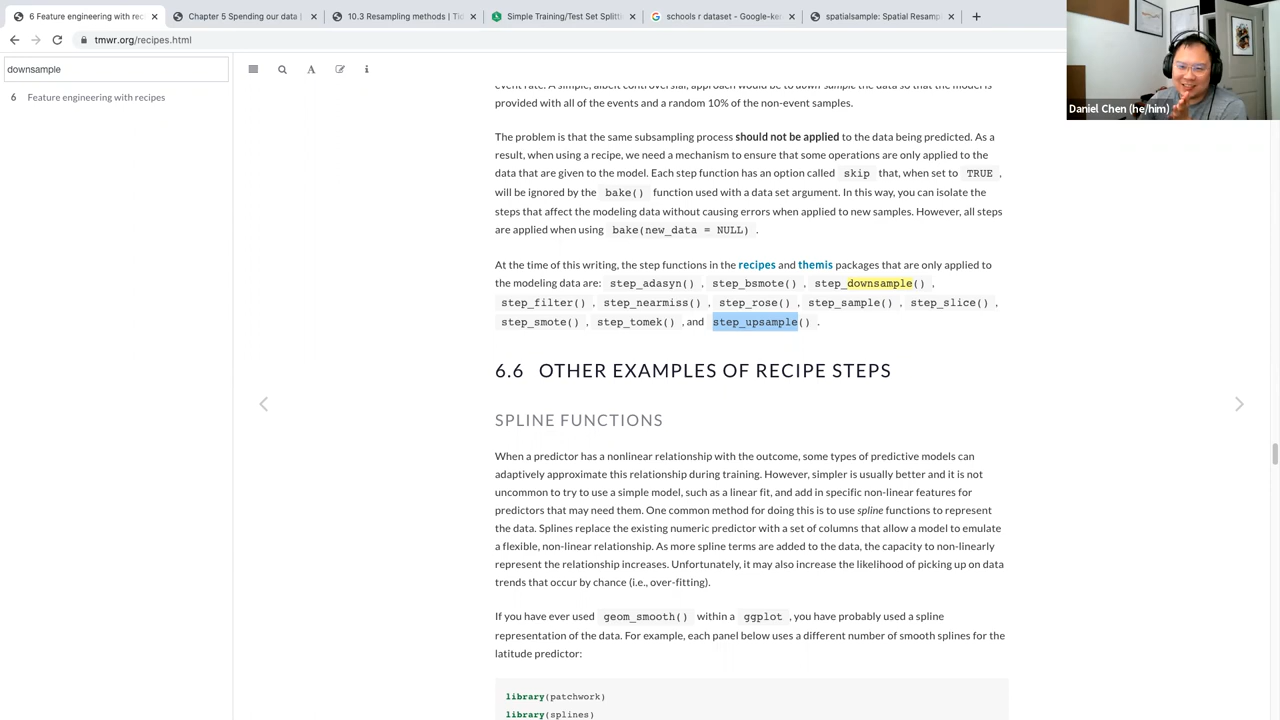 6 Feature engineering with rec
Chapter 5 Spending our data |
10.3 Resampling methods | Tid
Simple Training/Test Set Splitti
schools r dataset - Google-ke
spatialsample: Spatial Resamp
tmwr.org/recipes.html
downsample
6 Feature engineering with recipes
event rate. A simple, albeit controversial, approach would be to down-sample the data so that the model is
provided with all of the events and a random 10% of the non-event samples.
The problem is that the same subsampling process should not be applied to the data being predicted. As a
result, when using a recipe, we need a mechanism to ensure that some operations are only applied to the
data that are given to the model. Each step function has an option called skip that, when set to TRUE ,
will be ignored by the bake() function used with a data set argument. In this way, you can isolate the
steps that affect the modeling data without causing errors when applied to new samples. However, all steps
are applied when using bake(new_data = NULL) .
At the time of this writing, the step functions in the recipes and themis packages that are only applied to
the modeling data are: step_adasyn() , step_bsmote() , step_downsample() ,
step_filter() , step_nearmiss() , step_rose() , step_sample() , step_slice() ,
step_smote() , step_tomek() , and step_upsample() .
6.6 OTHER EXAMPLES OF RECIPE STEPS
SPLINE FUNCTIONS
When a predictor has a nonlinear relationship with the outcome, some types of predictive models can
adaptively approximate this relationship during training. However, simpler is usually better and it is not
uncommon to try to use a simple model, such as a linear fit, and add in specific non-linear features for
predictors that may need them. One common method for doing this is to use spline functions to represent
the data. Splines replace the existing numeric predictor with a set of columns that allow a model to emulate
a flexible, non-linear relationship. As more spline terms are added to the data, the capacity to non-linearly
represent the relationship increases. Unfortunately, it may also increase the likelihood of picking up on data
trends that occur by chance (i.e., over-fitting).
If you have ever used geom_smooth() within a ggplot , you have probably used a spline
representation of the data. For example, each panel below uses a different number of smooth splines for the
latitude predictor:
library(patchwork)
library(splines)
Daniel Chen (he/him)